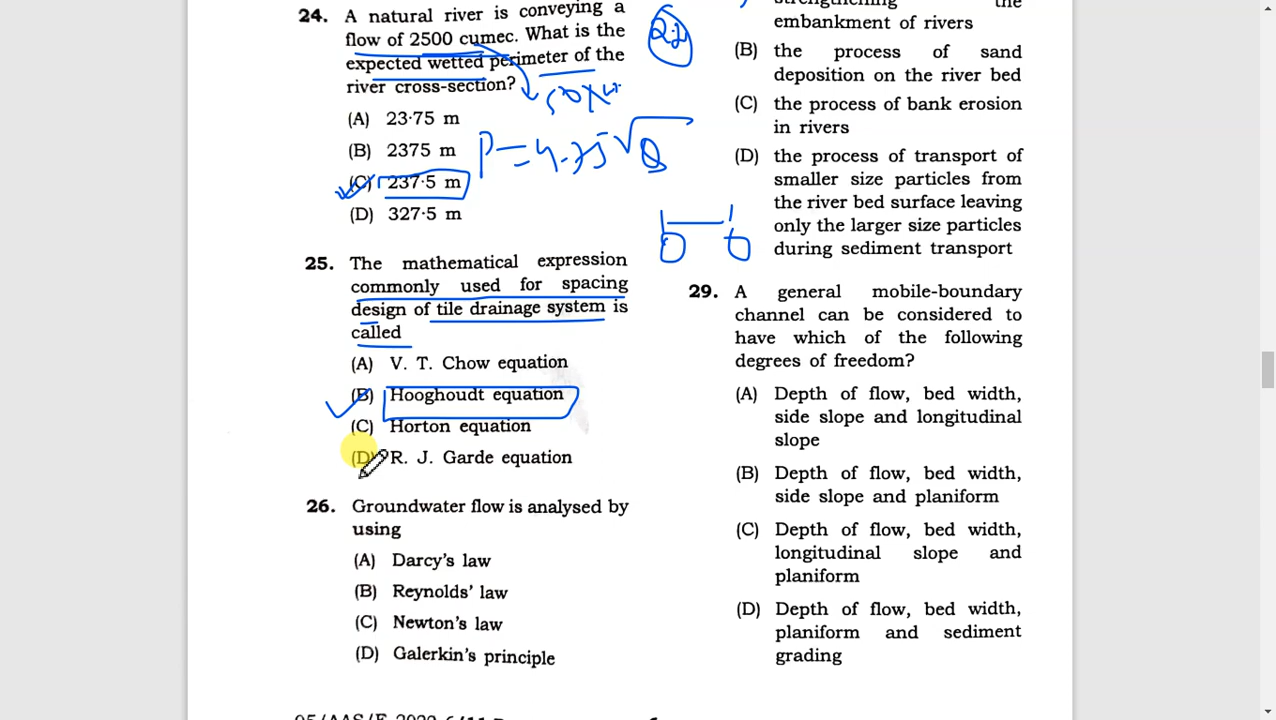 24. A natural river is conveying a
flow of 2500 cumec. What is the
expected wetted perimeter of the
river cross-section?
(A) 23·75 m
(B) 2375 m
(C) 237·5 m
(D) 327·5 m
P = 4.75 √Q
25. The mathematical expression
commonly used for spacing
design of tile drainage system is
called
(A) V. T. Chow equation
(B) Hooghoudt equation
(C) Horton equation
(D) R. J. Garde equation
26. Groundwater flow is analysed by
using
(A) Darcy's law
(B) Reynolds' law
(C) Newton's law
(D) Galerkin's principle
strengthening the
embankment of rivers
(B) the process of sand
deposition on the river bed
(C) the process of bank erosion
in rivers
(D) the process of transport of
smaller size particles from
the river bed surface leaving
only the larger size particles
during sediment transport
29. A general mobile-boundary
channel can be considered to
have which of the following
degrees of freedom?
(A) Depth of flow, bed width,
side slope and longitudinal
slope
(B) Depth of flow, bed width,
side slope and planiform
(C) Depth of flow, bed width,
longitudinal slope and
planiform
(D) Depth of flow, bed width,
planiform and sediment
grading